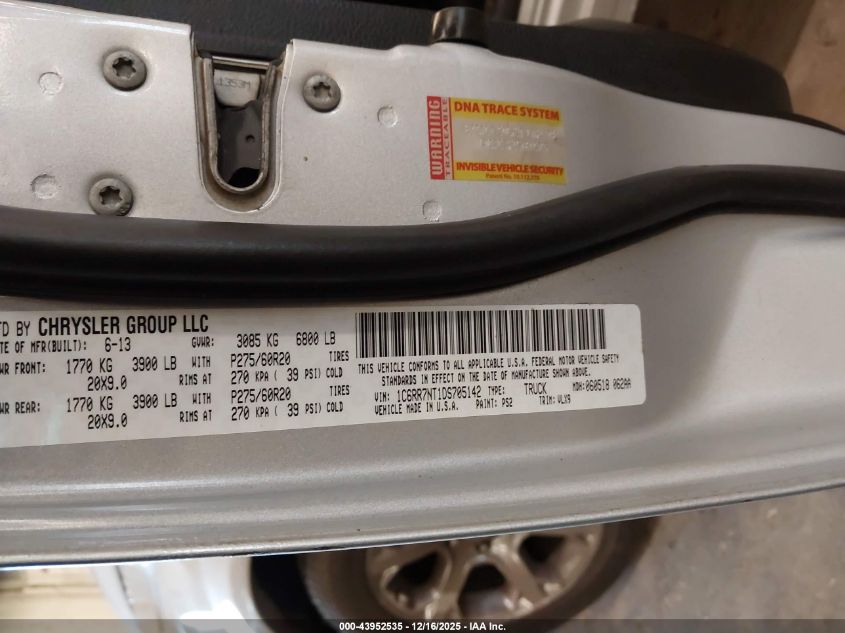 1353M
WARNING
TRACEABLE
DNA TRACE SYSTEM
INVISIBLE VEHICLE SECURITY
FD BY CHRYSLER GROUP LLC
ATE OF MFR(BUILT): 6-13 GVWR: 3085 KG 6800 LB
WR FRONT: 1770 KG 3900 LB WITH P275/60R20 TIRES
20X9.0 RIMS AT 270 KPA ( 39 PSI) COLD
WR REAR: 1770 KG 3900 LB WITH P275/60R20 TIRES
20X9.0 RIMS AT 270 KPA ( 39 PSI) COLD
THIS VEHICLE CONFORMS TO ALL APPLICABLE U.S.A. FEDERAL MOTOR VEHICLE SAFETY
STANDARDS IN EFFECT ON THE DATE OF MANUFACTURE SHOWN ABOVE.
VIN: 1C6RR7NT1DS705142 TYPE: TRUCK MDH: 060518 062AA
VEHICLE MADE IN U.S.A. PAINT: PS2 TRIM: VLX9
000-43952535 - 12/16/2025 - IAA Inc.